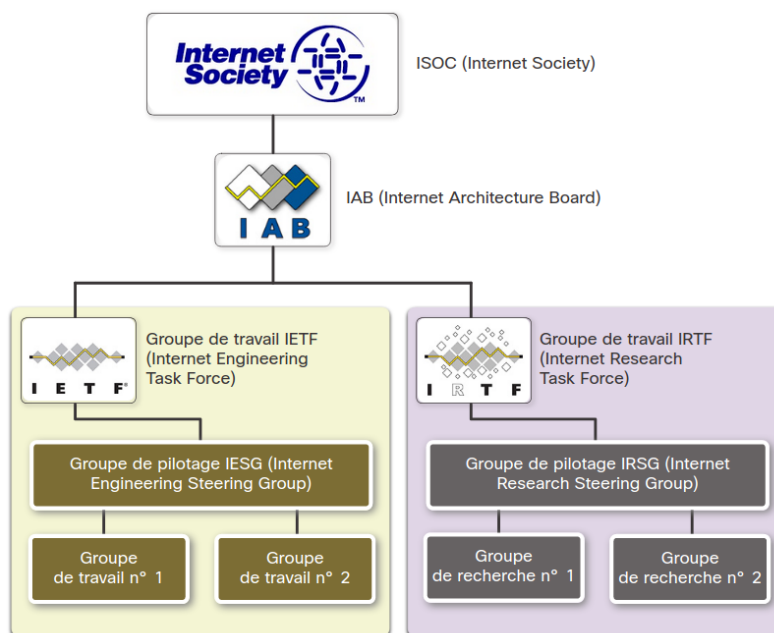 Internet
Society
TM
ISOC (Internet Society)
IAB
IAB (Internet Architecture Board)
IETF®
Groupe de travail IETF
(Internet Engineering
Task Force)
Groupe de pilotage IESG (Internet
Engineering Steering Group)
Groupe
de travail n° 1
Groupe
de travail n° 2
IRTF
Groupe de travail IRTF
(Internet Research
Task Force)
Groupe de pilotage IRSG (Internet
Research Steering Group)
Groupe
de recherche n° 1
Groupe
de recherche n° 2